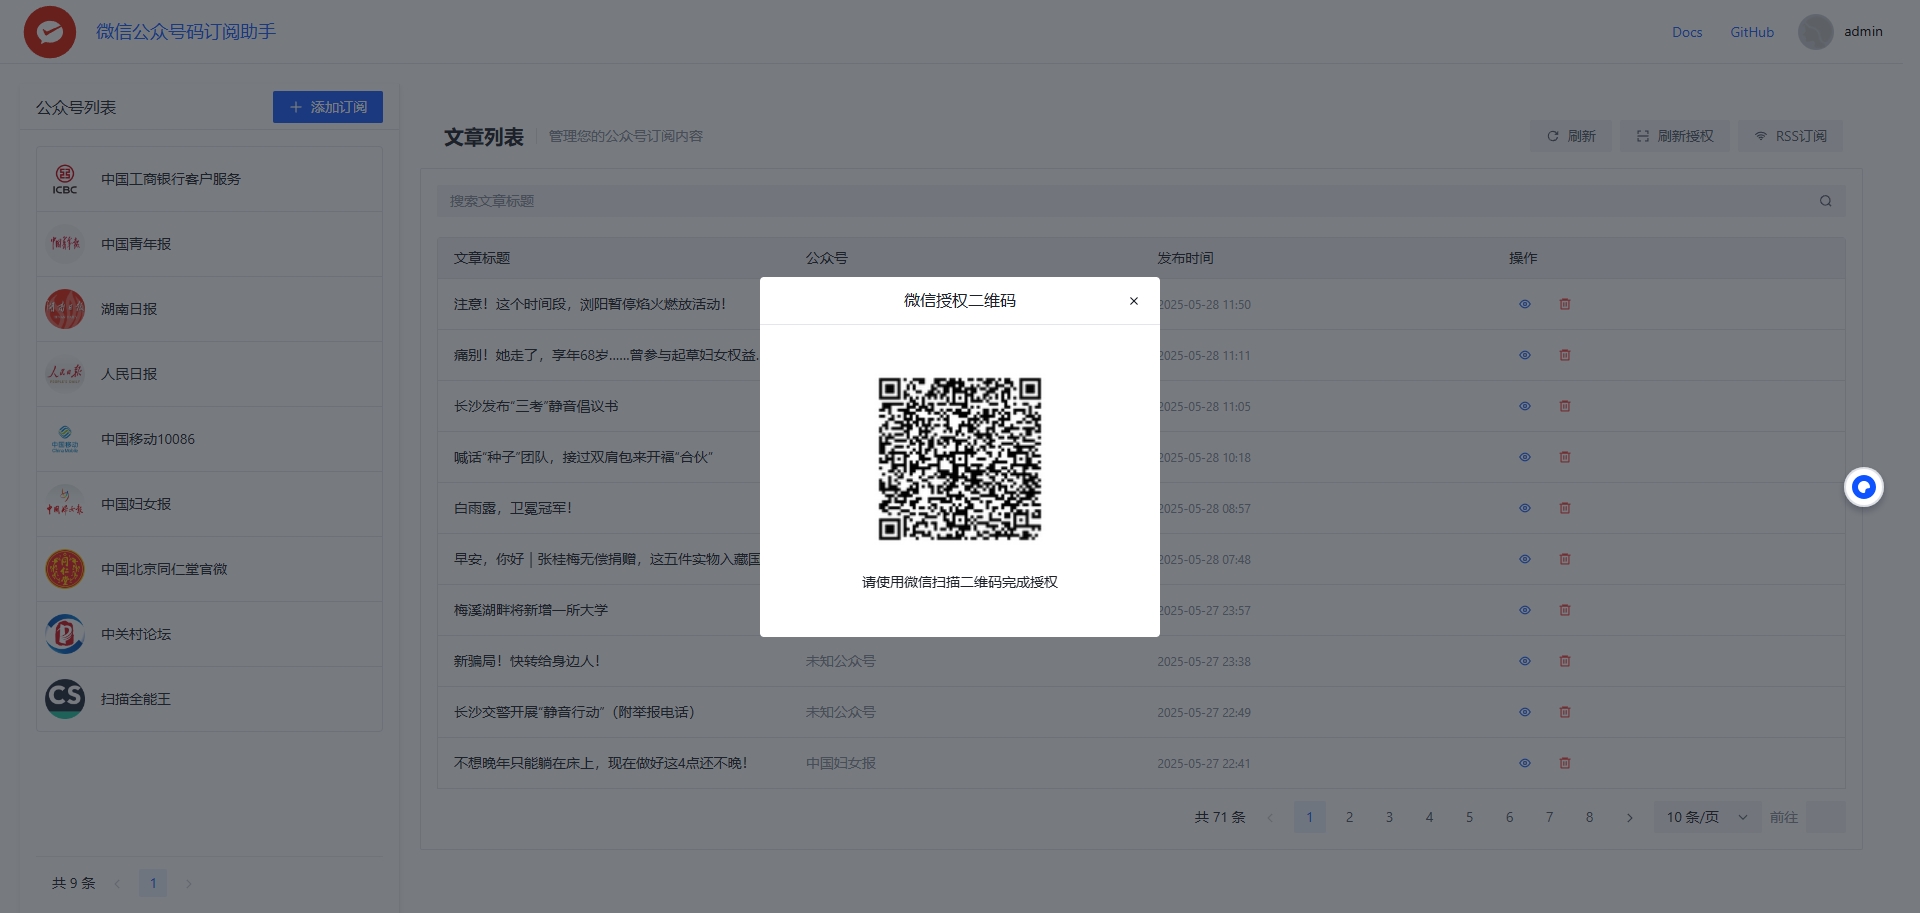 微信公众号码订阅助手
Docs
GitHub
admin
公众号列表
添加订阅
ICBC
中国工商银行客户服务
中国青年报
湖南日报
人民日报
中国移动
中国移动10086
中国妇女报
同仁堂
中国北京同仁堂官微
中关村论坛
CS
扫描全能王
共 9 条
1
文章列表
管理您的公众号订阅内容
刷新
刷新授权
RSS订阅
搜索文章标题
文章标题 公众号 发布时间 操作
注意！这个时间段，浏阳暂停焰火燃放活动！ 2025-05-28 11:50
痛别！她走了，享年68岁……曾参与起草妇女权益. 2025-05-28 11:11
长沙发布“三考”静音倡议书 2025-05-28 11:05
喊话“种子”团队，接过双肩包来开福“合伙” 2025-05-28 10:18
白雨露，卫冕冠军！ 2025-05-28 08:57
早安，你好 | 张桂梅无偿捐赠，这五件实物入藏国 2025-05-28 07:48
梅溪湖畔将新增一所大学 2025-05-27 23:57
新骗局！快转给身边人！ 未知公众号 2025-05-27 23:38
长沙交警开展“静音行动”（附举报电话） 未知公众号 2025-05-27 22:49
不想晚年只能躺在床上，现在做好这4点还不晚！ 中国妇女报 2025-05-27 22:41
共 71 条 1 2 3 4 5 6 7 8 10 条/页 前往
微信授权二维码
请使用微信扫描二维码完成授权